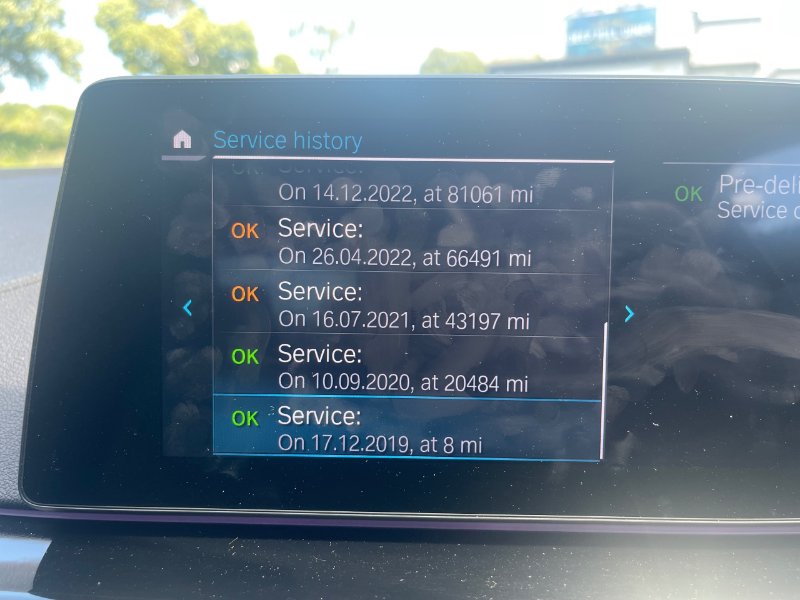 Service history
On 14.12.2022, at 81061 mi
OK Service:
On 26.04.2022, at 66491 mi
OK Service:
On 16.07.2021, at 43197 mi
OK Service:
On 10.09.2020, at 20484 mi
OK Service:
On 17.12.2019, at 8 mi
OK
Service